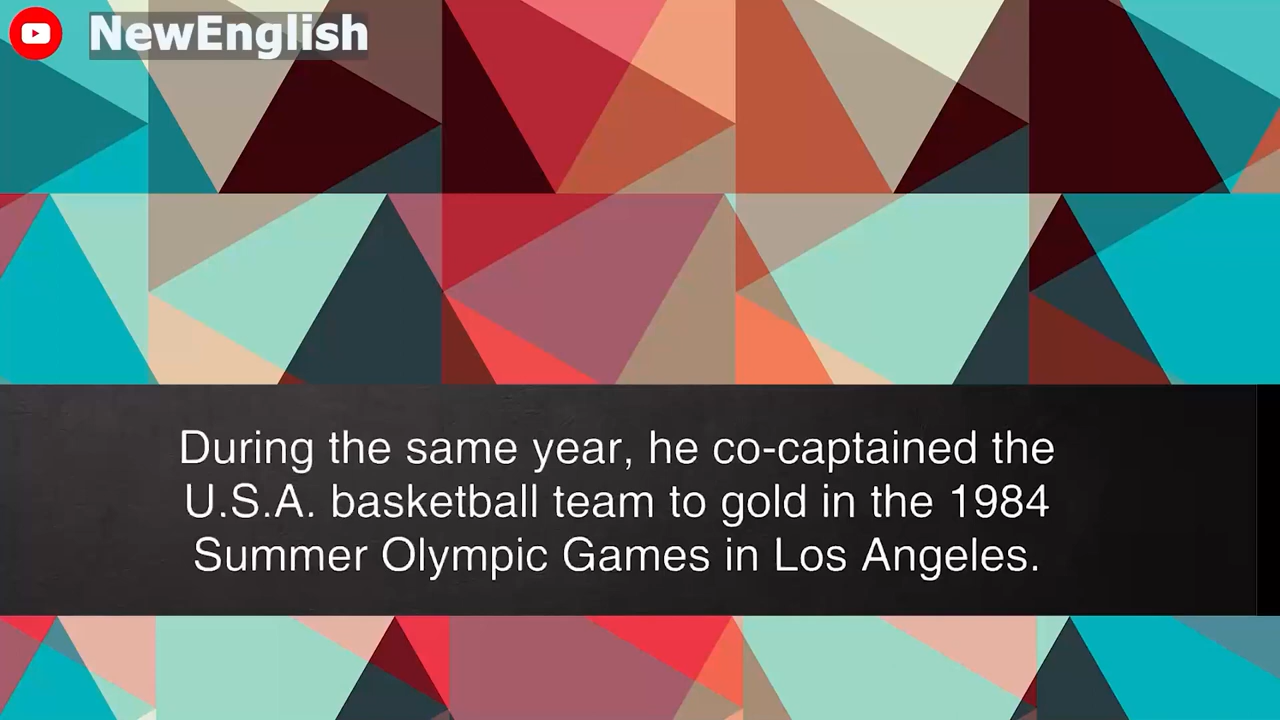 NewEnglish
During the same year, he co-captained the
U.S.A. basketball team to gold in the 1984
Summer Olympic Games in Los Angeles.